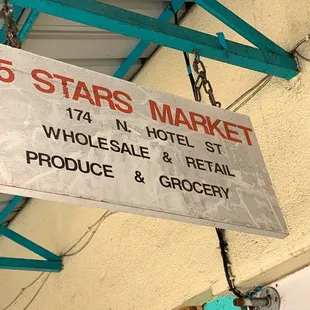 5 STARS MARKET
174 N. HOTEL ST
WHOLESALE & RETAIL
PRODUCE & GROCERY